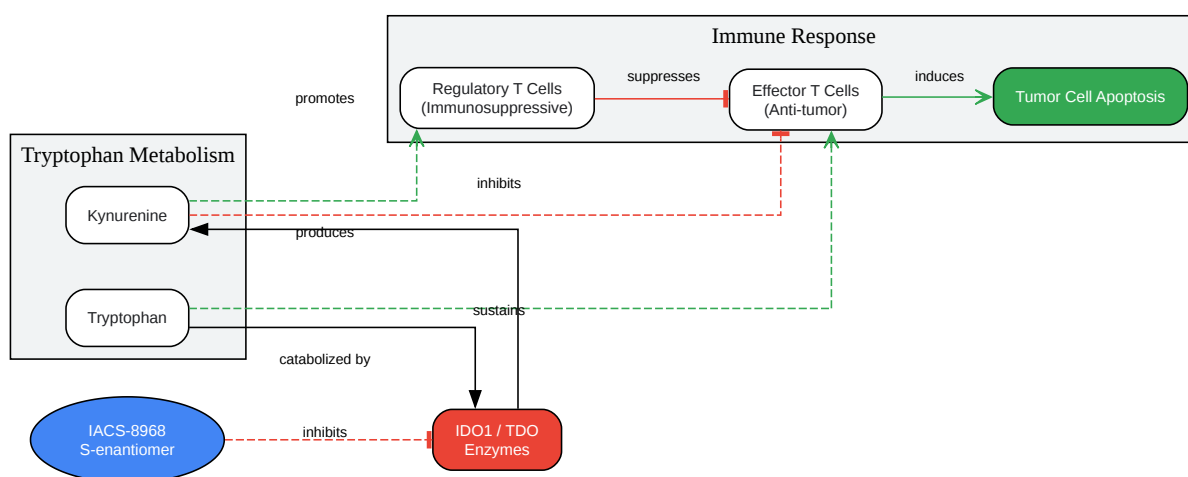 Immune Response
Regulatory T Cells
(Immunosuppressive)
suppresses
Effector T Cells
(Anti-tumor)
induces
Tumor Cell Apoptosis
promotes
Tryptophan Metabolism
Kynurenine
inhibits
produces
Tryptophan
sustains
catabolized by
IACS-8968
S-enantiomer
inhibits
IDO1 / TDO
Enzymes